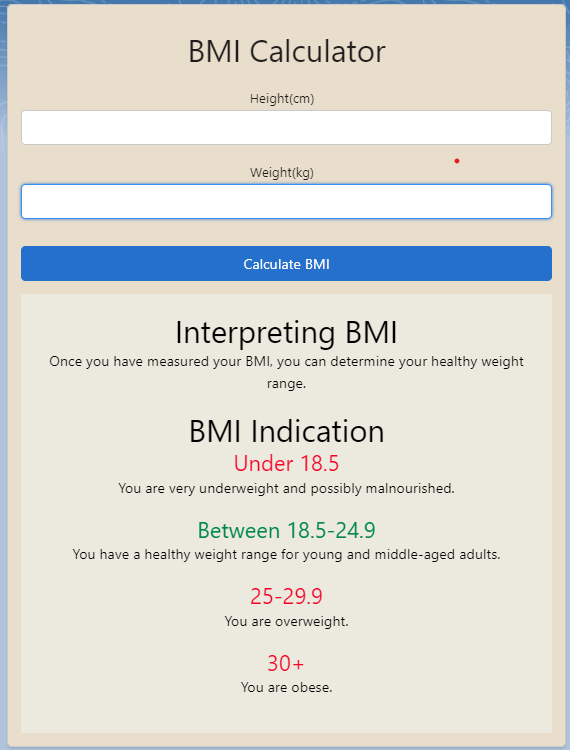 BMI Calculator
Height(cm)
Weight(kg)
Calculate BMI
Interpreting BMI
Once you have measured your BMI, you can determine your healthy weight
range.
BMI Indication
Under 18.5
You are very underweight and possibly malnourished.
Between 18.5-24.9
You have a healthy weight range for young and middle-aged adults.
25-29.9
You are overweight.
30+
You are obese.